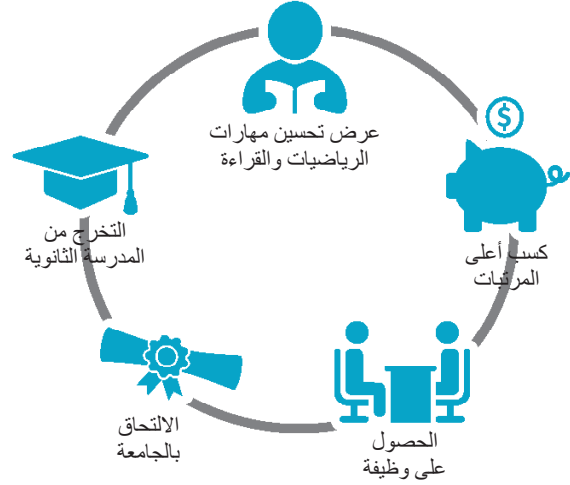 عرض تحسين مهارات
الرياضيات والقراءة
$
كسب أعلى
المرتبات
الحصول
على وظيفة
الالتحاق
بالجامعة
التخرج من
المدرسة الثانوية